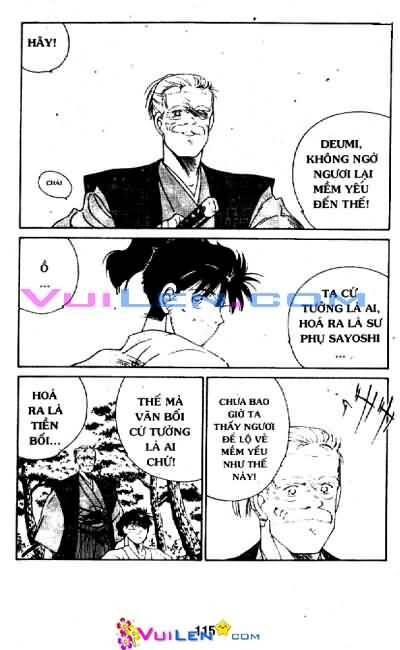 HÃY!
DEUMI,
KHÔNG NGỜ
NGƯƠI LẠI
MỀM YẾU
ĐẾN THẾ!
CHÁI
Ồ
...
TA CỨ
TƯỞNG LÀ AI,
HOÁ RA LÀ SƯ
PHỤ SAYOSHI
...
VUILEN.COM
HOÁ
RA LÀ
TIỀN
BỐI...
THẾ MÀ
VÃN BỐI
CỨ TƯỞNG
LÀ AI
CHỨ!
CHƯA BAO
GIỜ TA
THẤY NGƯƠI
ĐỂ LỘ VẺ
MỀM YẾU
NHƯ THẾ
NÀY!
115
VUILEN.COM